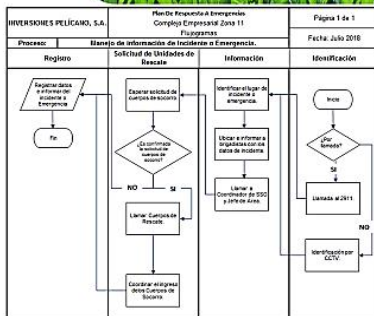 INVERSIONES PELÍCANO, S.A.
Plan De Respuesta A Emergencias
Complejo Empresarial Zona 11
Flujogramas
Página 1 de 1
Fecha: Julio 2018
Proceso:
Manejo de información de Incidente o Emergencia.
Registro
Solicitud de Unidades de
Rescate
Información
Identificación
Registrar datos
e informe del
incidente o
Emergencia
Fin
Esperar solicitud de
cuerpos de socorro
¿Es confirmada
la solicitud de
cuerpos de
socorro?
NO
SI
Llamar Cuerpos de
Rescate.
Coordinar el ingreso
de los Cuerpos de
Socorro.
Identificar el lugar de
incidente o
emergencia.
Ubicar e informar a
brigadistas con los
datos de incidente.
Llamar a
Coordinador de SSO
y Jefe de Area.
Inicio
¿Por
llamada?
SI
Llamada al 2911
NO
Identificación por
CCTV.